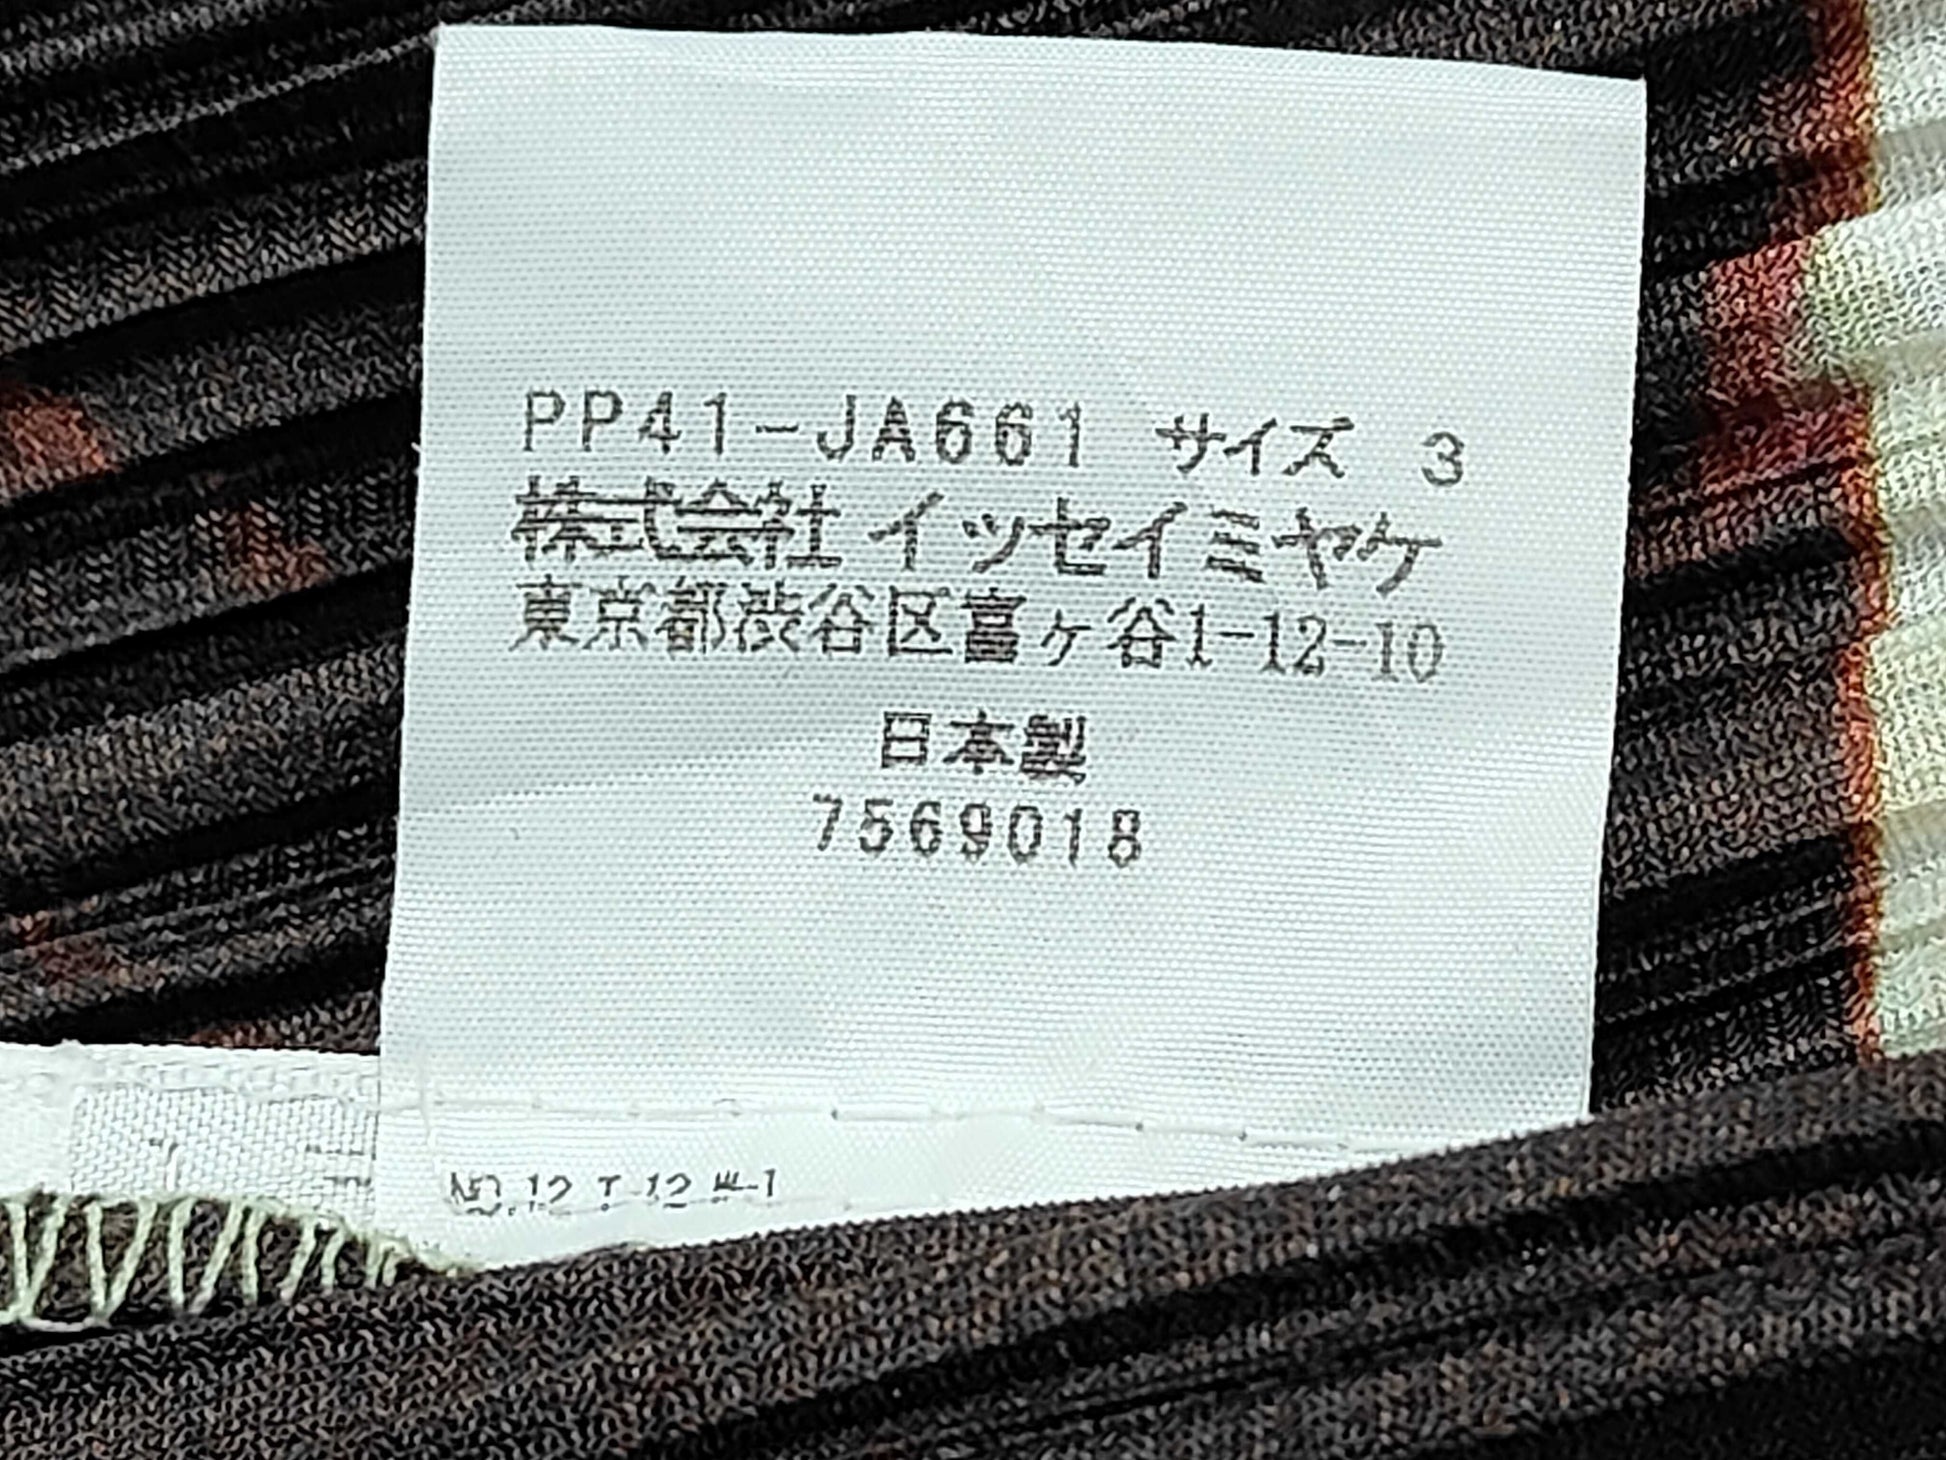 PP41-JA661 サイズ 3
株式会社 イッセイミヤケ
東京都渋谷区富ヶ谷1-12-10
日本製
7569018